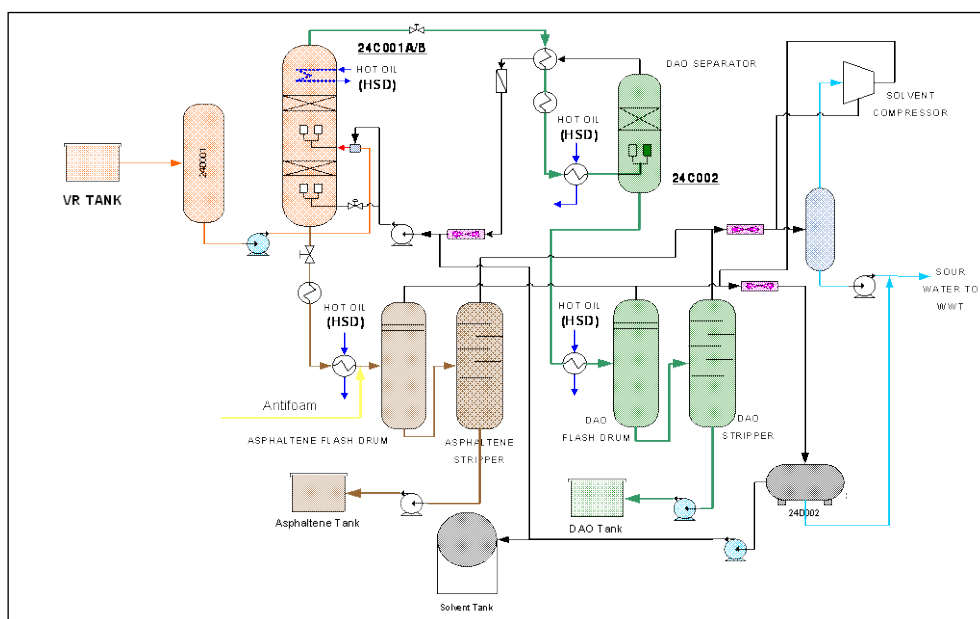 24C001A/B
HOT OIL
(HSD)
DAO SEPARATOR
SOLVENT
COMPRESSOR
24D001
HOT OIL
(HSD)
24C002
VR TANK
SOUR
WATER TO
WWT
HOT OIL
(HSD)
HOT OIL
(HSD)
Antifoam
ASPHALTENE FLASH DRUM
ASPHALTENE
STRIPPER
DAO
FLASH DRUM
DAO
STRIPPER
Asphaltene Tank
DAO Tank
24D002
Solvent Tank